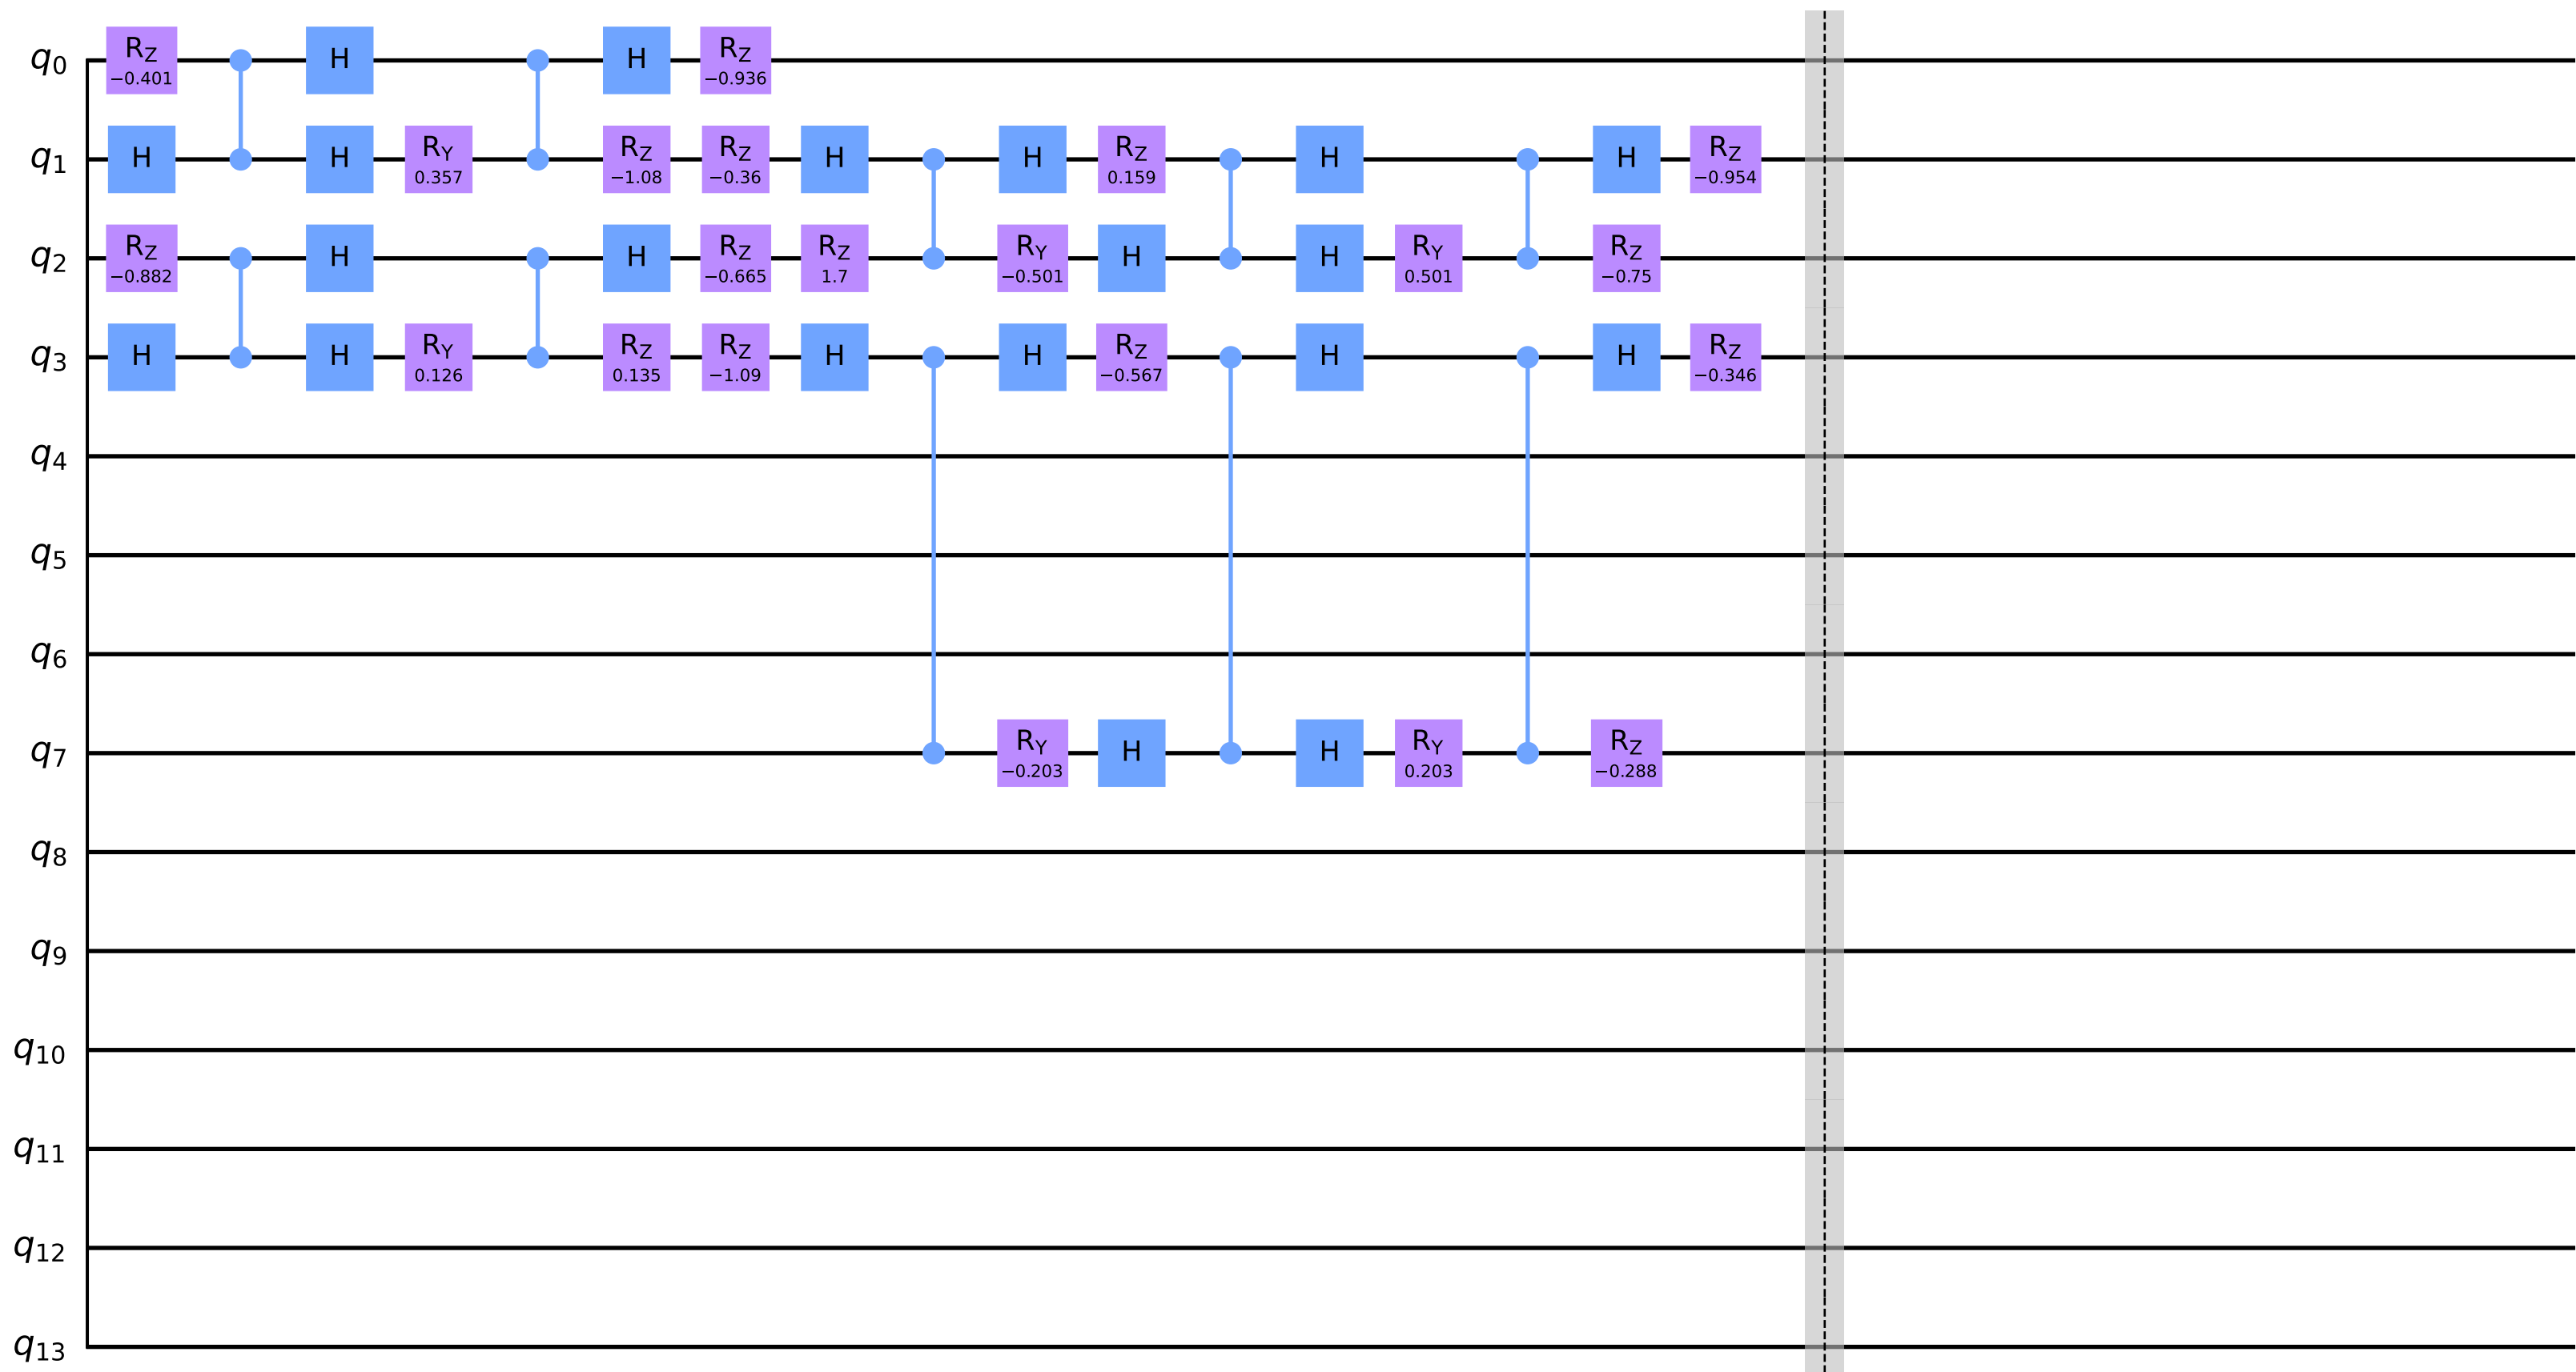 q0 RZ −0.401 H H RZ −0.936
q1 H H RY 0.357 RZ −1.08 RZ −0.36 H H RZ 0.159 H H RZ −0.954
q2 RZ −0.882 H H RZ −0.665 RZ 1.7 RY −0.501 H H RY 0.501 RZ −0.75
q3 H H RY 0.126 RZ 0.135 RZ −1.09 H H RZ −0.567 H H RZ −0.346
q4
q5
q6
q7 RY −0.203 H H RY 0.203 RZ −0.288
q8
q9
q10
q11
q12
q13